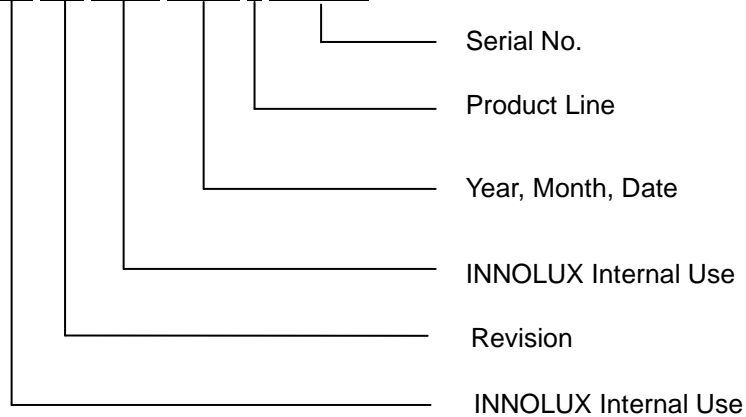 Serial No.
Product Line
Year, Month, Date
INNOLUX Internal Use
Revision
INNOLUX Internal Use